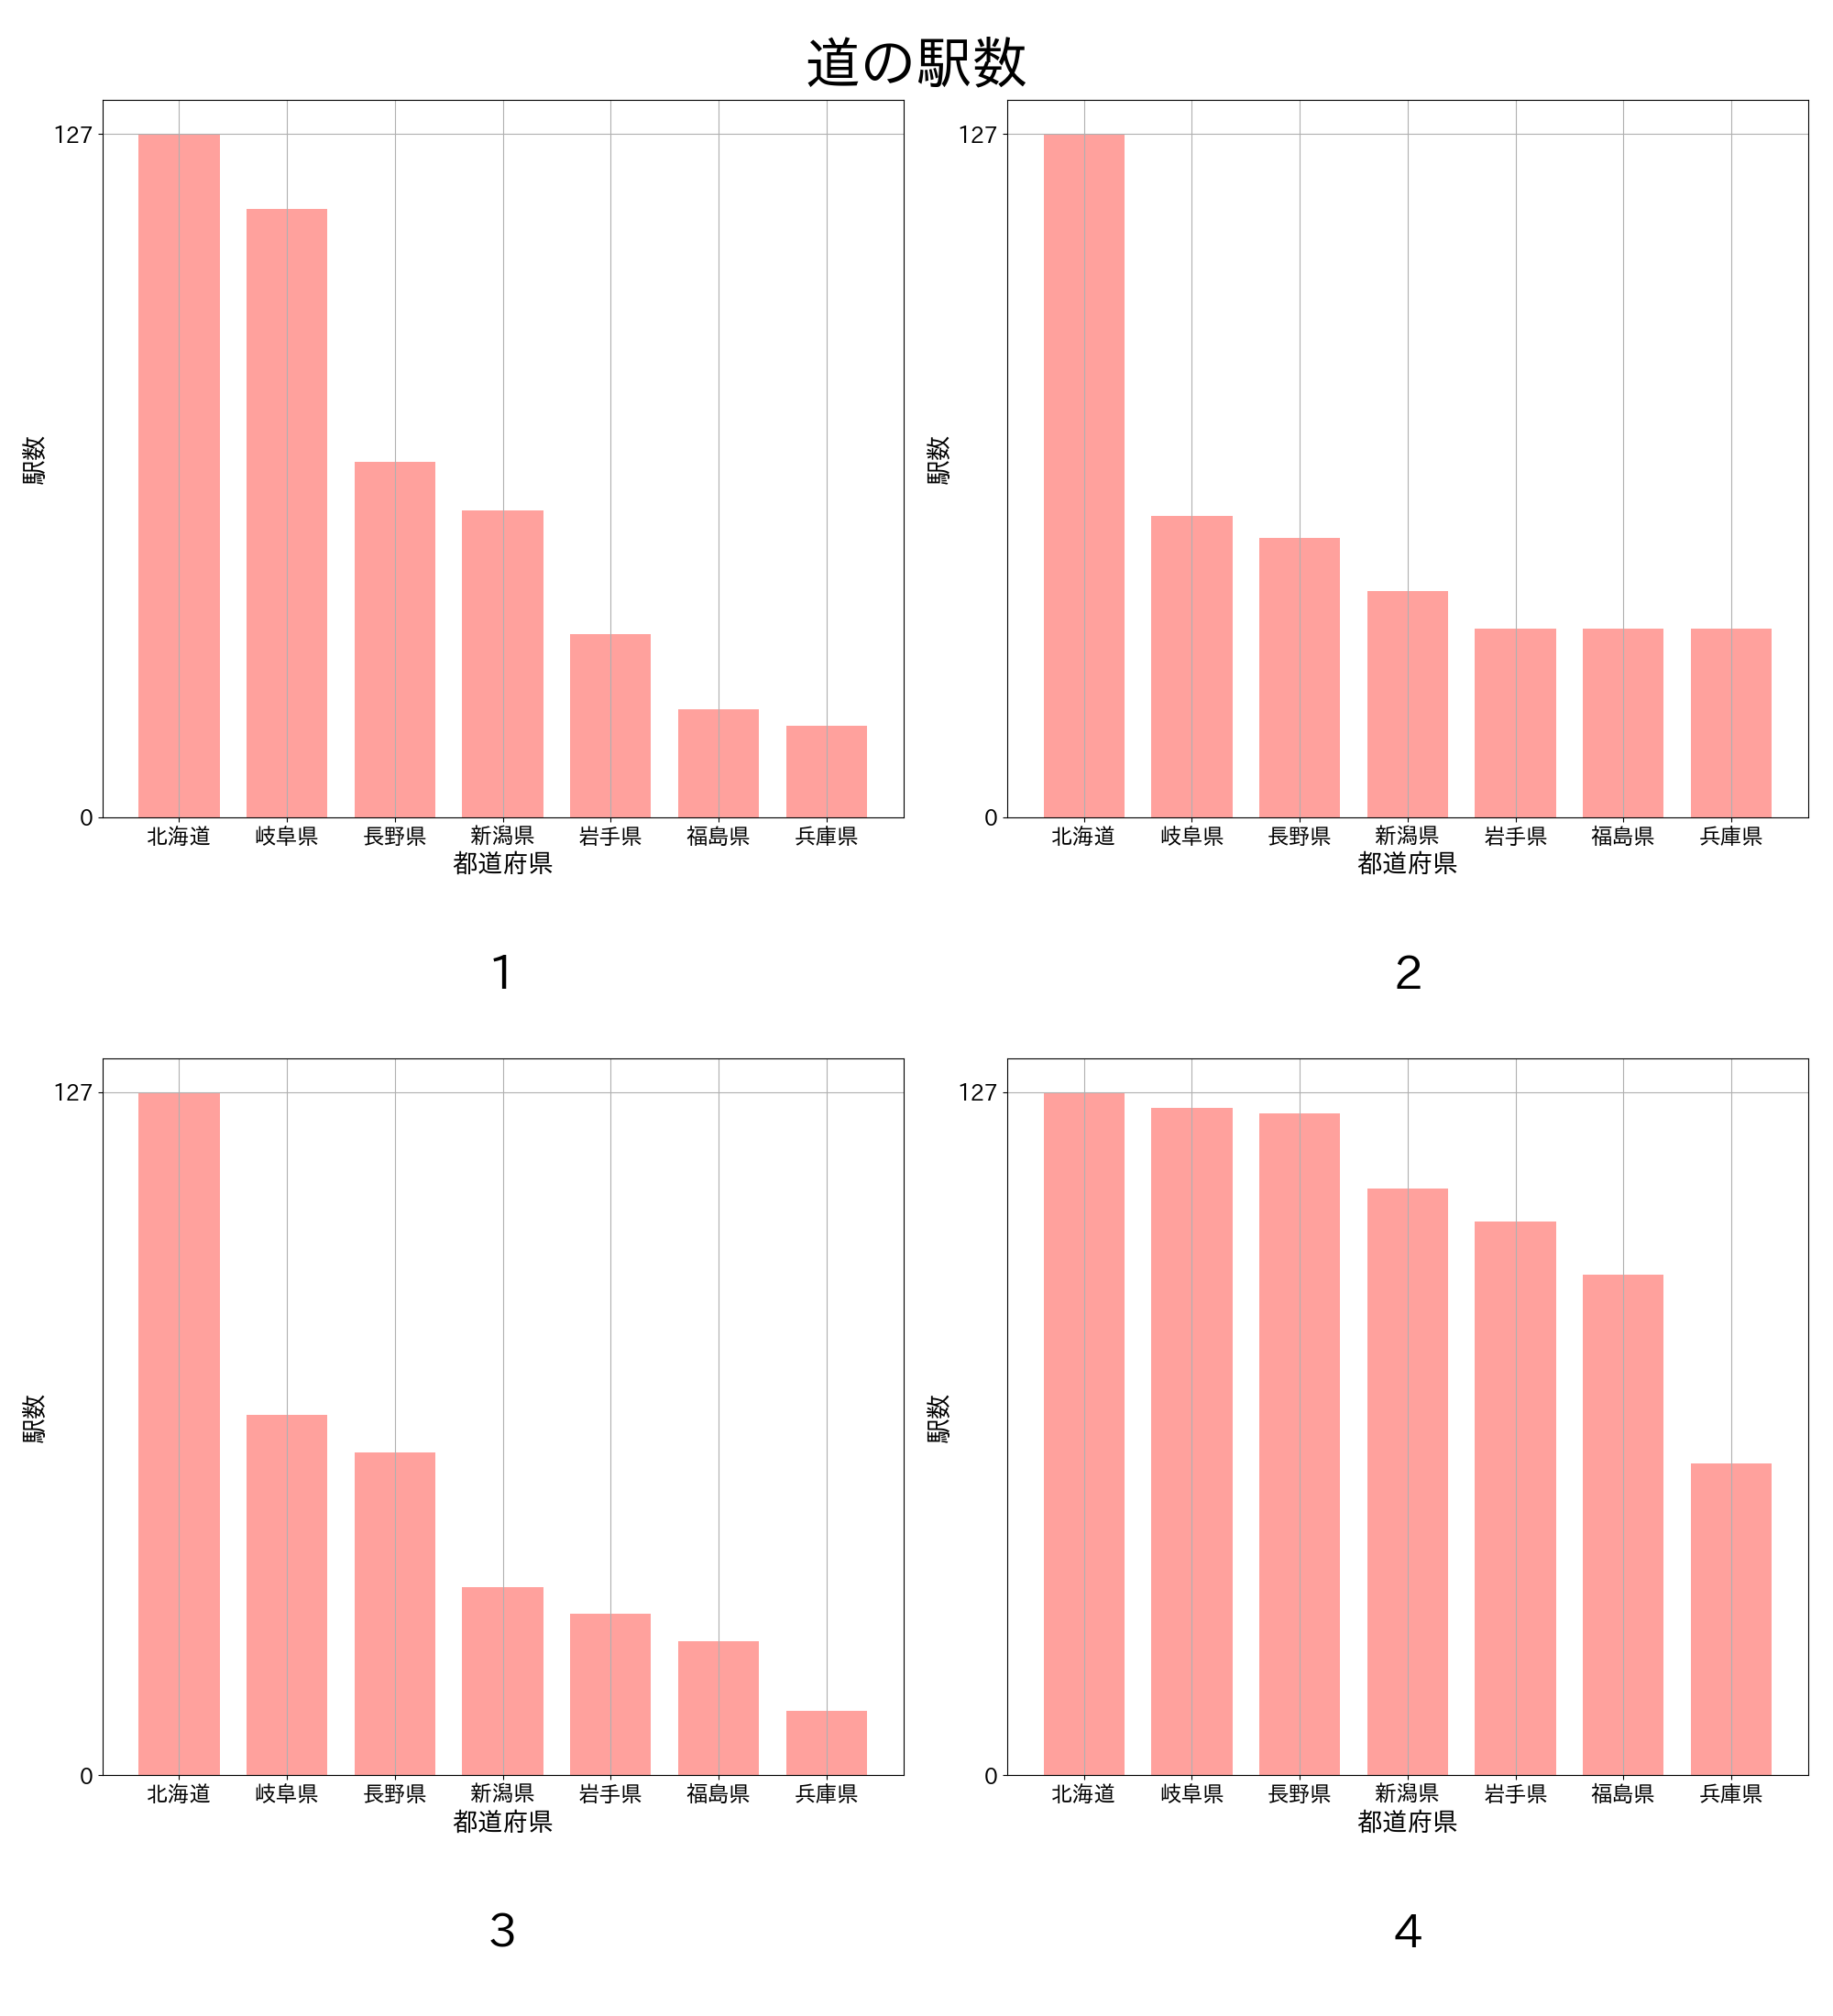 道の駅数
127
0
駅数
北海道 岐阜県 長野県 新潟県 岩手県 福島県 兵庫県
都道府県
1
127
0
駅数
北海道 岐阜県 長野県 新潟県 岩手県 福島県 兵庫県
都道府県
2
127
0
駅数
北海道 岐阜県 長野県 新潟県 岩手県 福島県 兵庫県
都道府県
3
127
0
駅数
北海道 岐阜県 長野県 新潟県 岩手県 福島県 兵庫県
都道府県
4